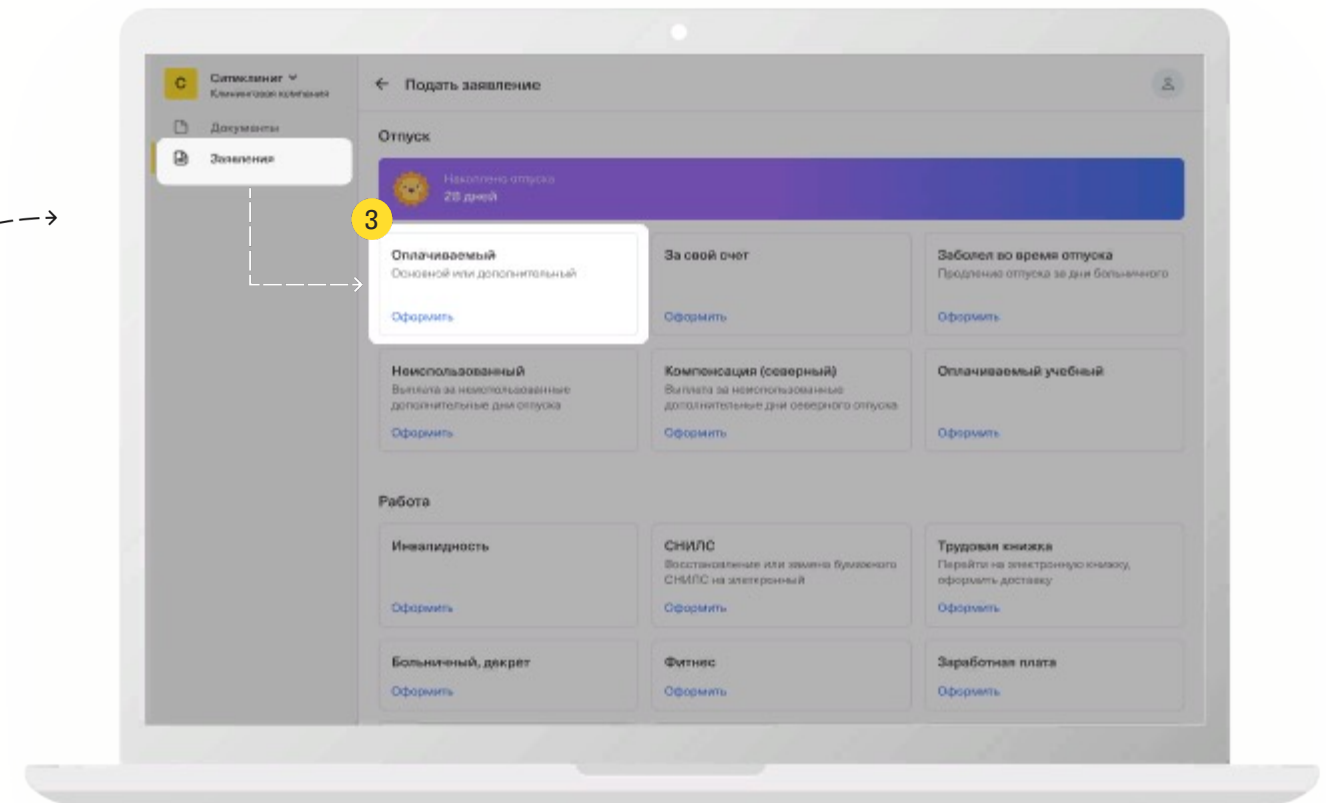 С
Ситиклининг
Клининговая компания
Документы
Заявления
Подать заявление
Отпуск
Накоплено отпуска
28 дней
3
Оплачиваемый
Основной или дополнительный
Оформить
За свой счет
Оформить
Заболел во время отпуска
Продление отпуска за дни больничного
Оформить
Неиспользованный
Выплата за неиспользованные
дополнительные дни отпуска
Оформить
Компенсация (северный)
Выплата за неиспользованные
дополнительные дни северного отпуска
Оформить
Оплачиваемый учебный
Оформить
Работа
Инвалидность
Оформить
СНИЛС
Восстановление или замена бумажного
СНИЛС на электронный
Оформить
Трудовая книжка
Перейти на электронную книжку,
оформить доставку
Оформить
Больничный, декрет
Оформить
Фитнес
Оформить
Заработная плата
Оформить